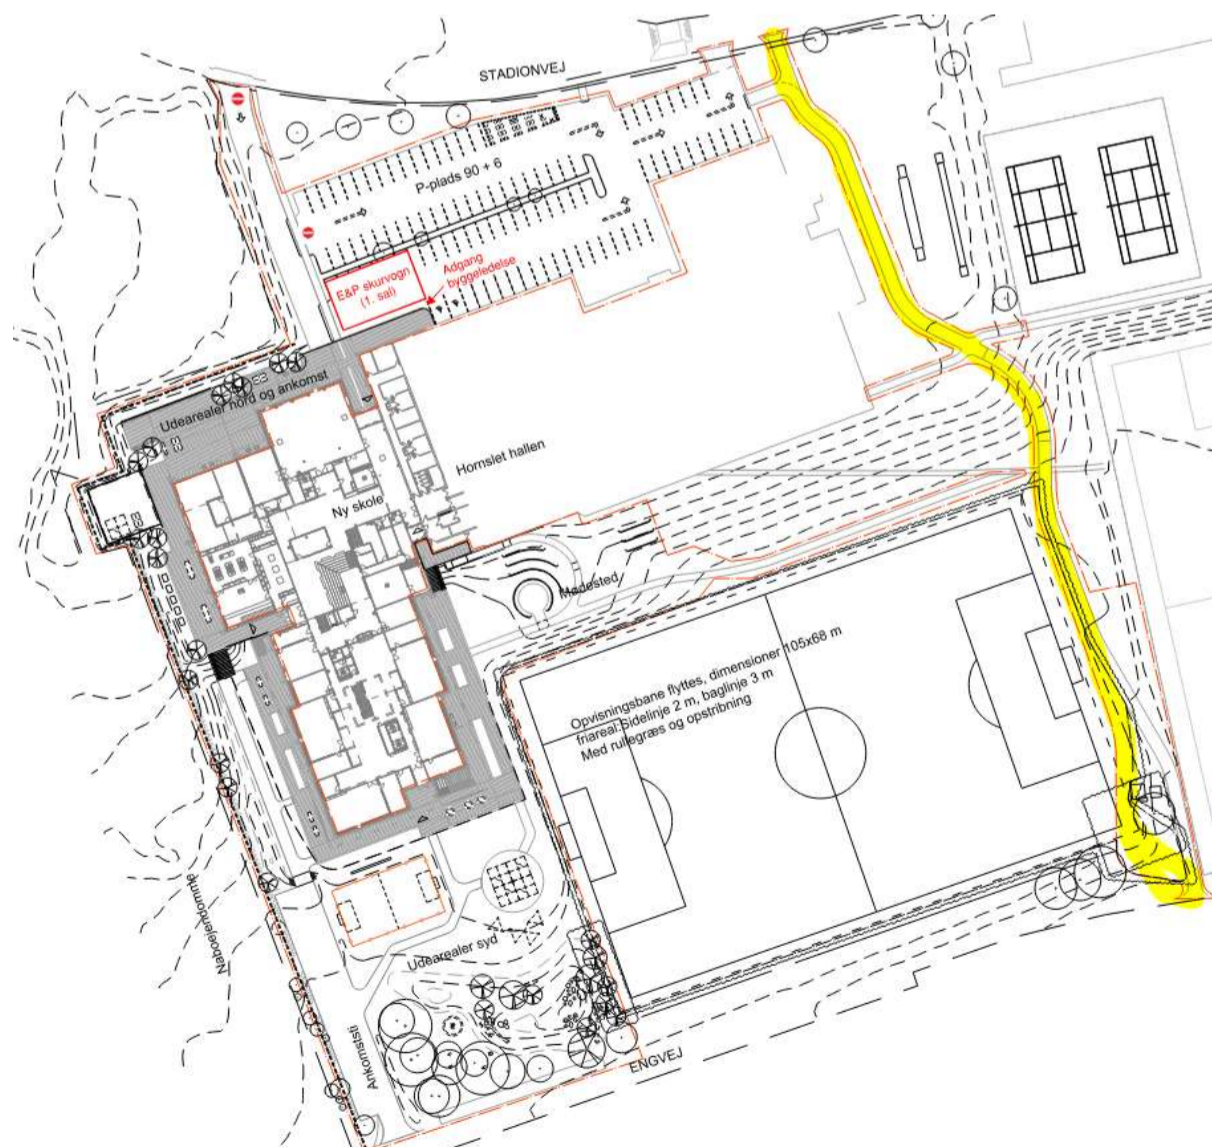 STADIONVEJ
P-plads 90 + 6
E&P skurvogn
(1. sal)
Adgang
byggeledelse
Udearealer nord og ankomst
Hornslet hallen
Ny skole
Mødested
Opvisningsbane flyttes, dimensioner 105x68 m
friareal:Sidelinje 2 m, baglinje 3 m
Med rullegræs og opstribning
Naboejendomme
Udearealer syd
Ankomststi
ENGVEJ